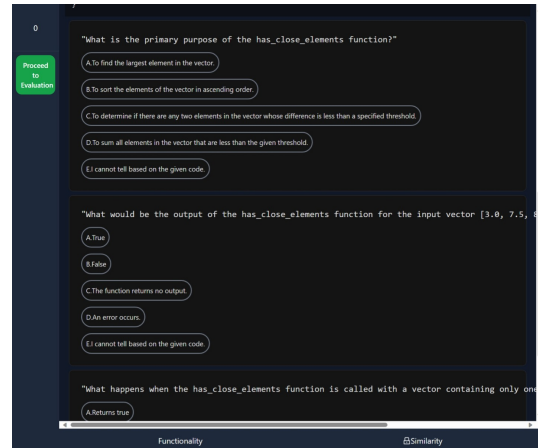 }
0
Proceed
to
Evaluation
"What is the primary purpose of the has_close_elements function?"
A.To find the largest element in the vector.
B.To sort the elements of the vector in ascending order.
C.To determine if there are any two elements in the vector whose difference is less than a specified threshold.
D.To sum all elements in the vector that are less than the given threshold.
E.I cannot tell based on the given code.
"What would be the output of the has_close_elements function for the input vector [3.0, 7.5, 8
A.True
B.False
C.The function returns no output.
D.An error occurs.
E.I cannot tell based on the given code.
"What happens when the has_close_elements function is called with a vector containing only one
A.Returns true
Functionality
Similarity